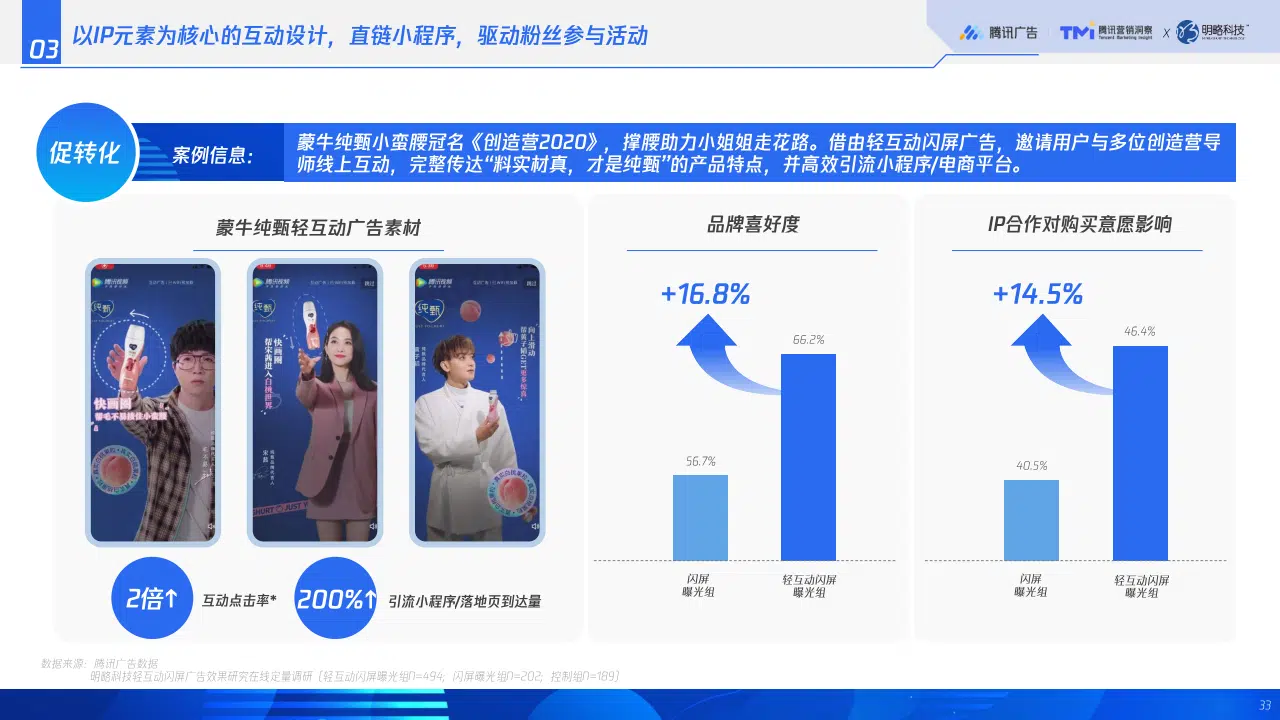 03
以IP元素为核心的互动设计，直链小程序，驱动粉丝参与活动
腾讯广告
TMI 腾讯营销洞察
Tencent Marketing Insight
X
明略科技
促转化
案例信息：
蒙牛纯甄小蛮腰冠名《创造营2020》，撑腰助力小姐姐走花路。借由轻互动闪屏广告，邀请用户与多位创造营导
师线上互动，完整传达“料实材真，才是纯甄”的产品特点，并高效引流小程序/电商平台。
蒙牛纯甄轻互动广告素材
腾讯视频
纯甄
快画圈
帮毛不易接住小蛮腰
腾讯视频
跳过
纯甄
快画圈
帮宋茜进入白桃世界
宋茜
腾讯视频
跳过
纯甄
向上滑动
帮黄子韬GET更多惊喜
2倍↑
互动点击率*
200%↑
引流小程序/落地页到达量
品牌喜好度
+16.8%
66.2%
56.7%
闪屏
曝光组
轻互动闪屏
曝光组
IP合作对购买意愿影响
+14.5%
46.4%
40.5%
闪屏
曝光组
轻互动闪屏
曝光组
数据来源：腾讯广告数据
明略科技轻互动闪屏广告效果研究在线定量调研（轻互动闪屏曝光组n=494；闪屏曝光组n=202；控制组n=189）
33